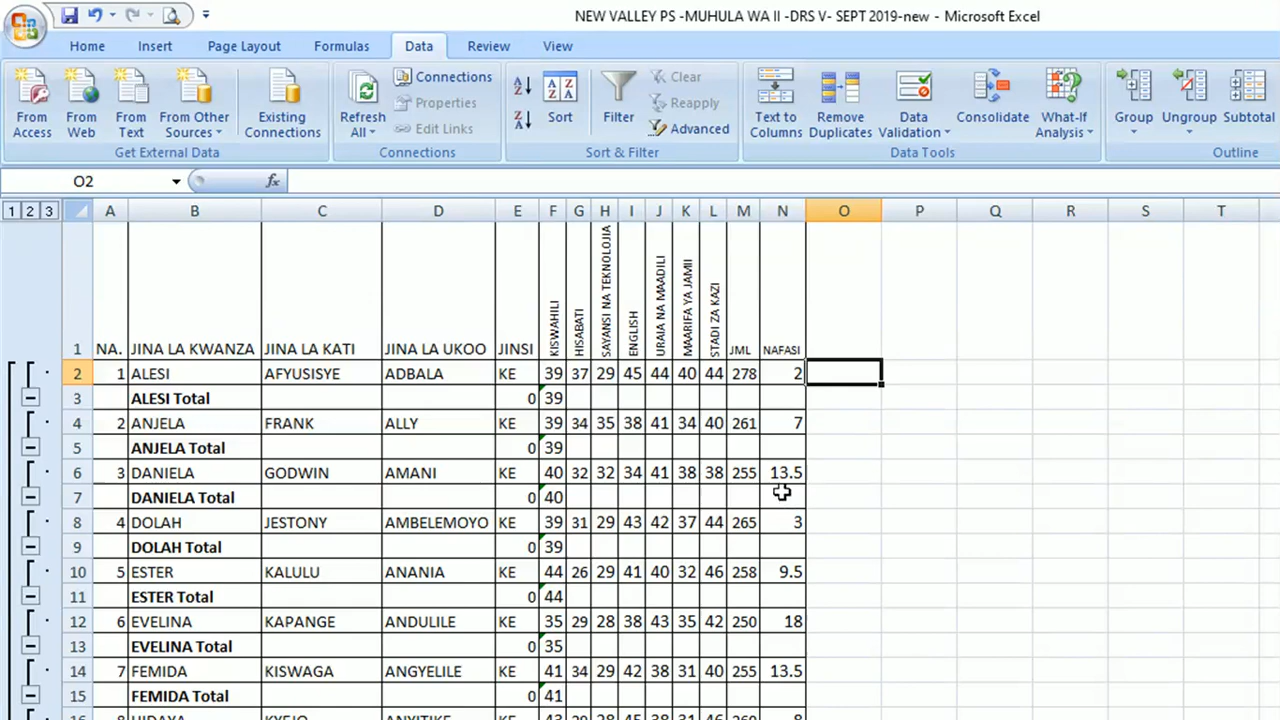 NEW VALLEY PS -MUHULA WA II -DRS V- SEPT 2019-new - Microsoft Excel
Home Insert Page Layout Formulas Data Review View
From Access From Web From Text From Other Sources Existing Connections
Get External Data
Refresh All Connections Properties Edit Links
Connections
Sort Filter Clear Reapply Advanced
Sort & Filter
Text to Columns Remove Duplicates Data Validation Consolidate What-If Analysis
Data Tools
Group Ungroup Subtotal
Outline
O2 fx
1 2 3 A B C D E F G H I J K L M N O P Q R S T
1 NA. JINA LA KWANZA JINA LA KATI JINA LA UKOO JINSI KISWAHILI HISABATI SAYANSI NA TEKNOLOJIA ENGLISH URAIA NA MAADILI MAARIFA YA JAMII STADI ZA KAZI JML NAFASI
2 1 ALESI AFYUSISYE ADBALA KE 39 37 29 45 44 40 44 278 2
3 ALESI Total 0 39
4 2 ANJELA FRANK ALLY KE 39 34 35 38 41 34 40 261 7
5 ANJELA Total 0 39
6 3 DANIELA GODWIN AMANI KE 40 32 32 34 41 38 38 255 13.5
7 DANIELA Total 0 40
8 4 DOLAH JESTONY AMBELEMOYO KE 39 31 29 43 42 37 44 265 3
9 DOLAH Total 0 39
10 5 ESTER KALULU ANANIA KE 44 26 29 41 40 32 46 258 9.5
11 ESTER Total 0 44
12 6 EVELINA KAPANGE ANDULILE KE 35 29 28 38 43 35 42 250 18
13 EVELINA Total 0 35
14 7 FEMIDA KISWAGA ANGYELILE KE 41 34 29 42 38 31 40 255 13.5
15 FEMIDA Total 0 41